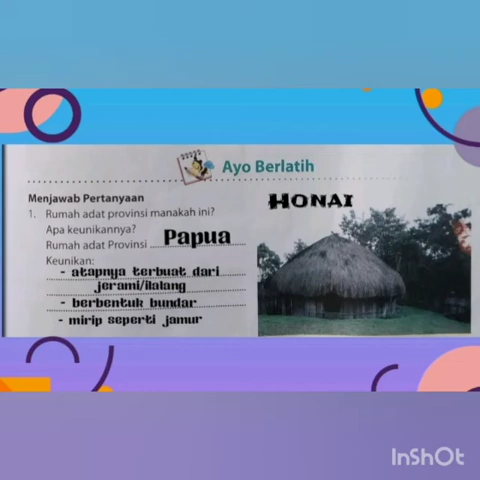 Ayo Berlatih
Menjawab Pertanyaan
HONAI
1. Rumah adat provinsi manakah ini?
Apa keunikannya?
Rumah adat Provinsi Papua
Keunikan:
- atapnya terbuat dari
jerami/ilalang
- berbentuk bundar
- mirip seperti jamur
InShOt